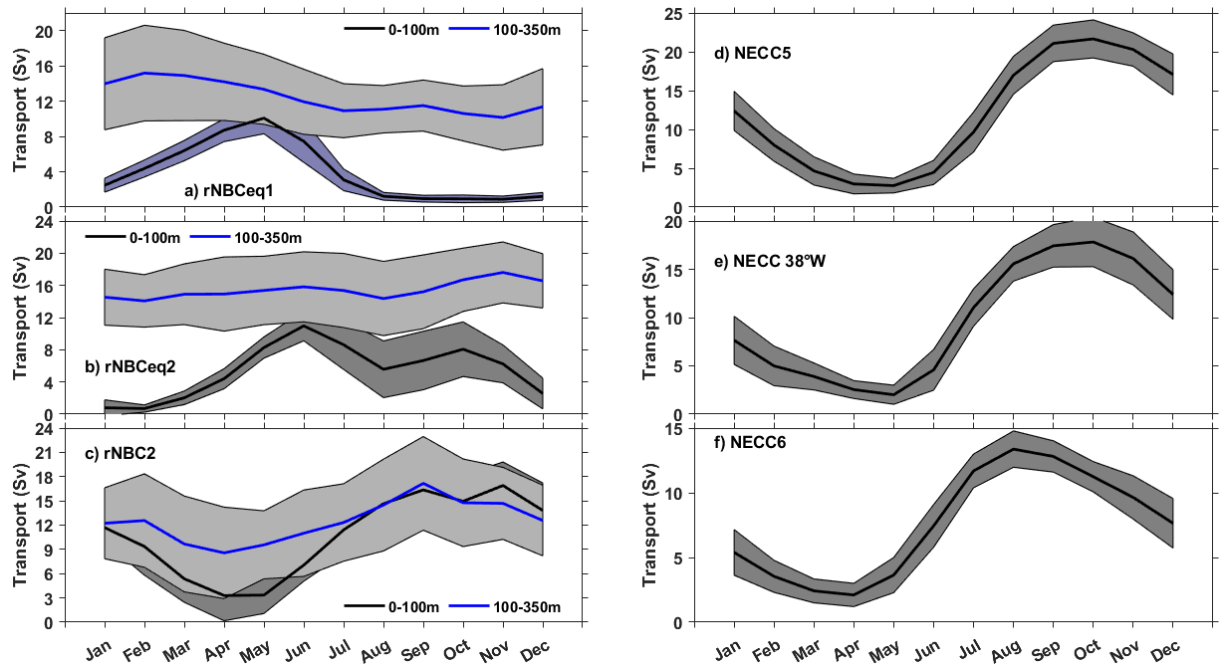 Transport (Sv)
20
16
12
8
4
0
0-100m 100-350m
a) rNBCeq1
Transport (Sv)
24
20
16
12
8
4
0
0-100m 100-350m
b) rNBCeq2
Transport (Sv)
24
21
18
15
12
9
6
3
0
c) rNBC2
0-100m 100-350m
Jan Feb Mar Apr May Jun Jul Aug Sep Oct Nov Dec
Transport (Sv)
25
20
15
10
5
0
d) NECC5
Transport (Sv)
20
15
10
5
0
e) NECC 38°W
Transport (Sv)
15
10
5
0
f) NECC6
Jan Feb Mar Apr May Jun Jul Aug Sep Oct Nov Dec